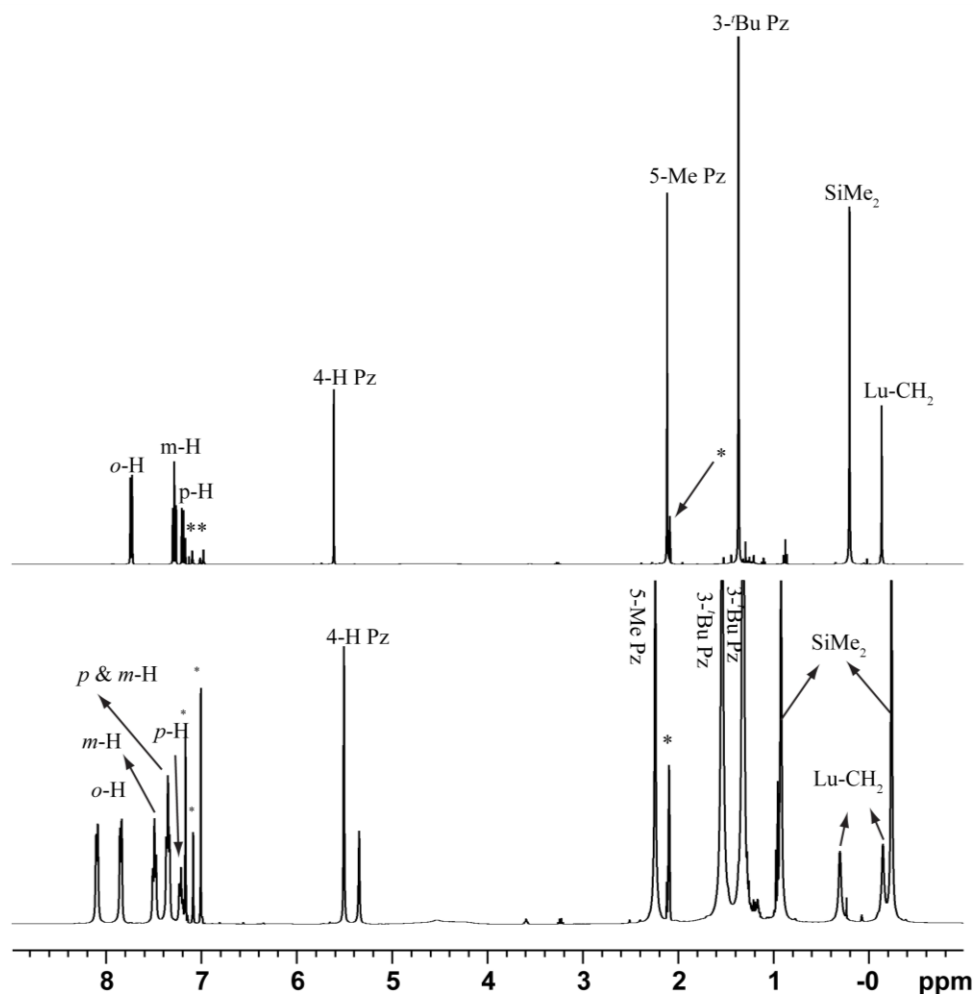 3-ᵗBu Pz
5-Me Pz
SiMe₂
4-H Pz
Lu-CH₂
*
m-H
o-H
p-H
**
5-Me Pz
3-ᵗBu Pz
3-ᵗBu Pz
4-H Pz
SiMe₂
p & m-H
*
*
p-H
m-H
*
Lu-CH₂
o-H
*
8 7 6 5 4 3 2 1 -0 ppm